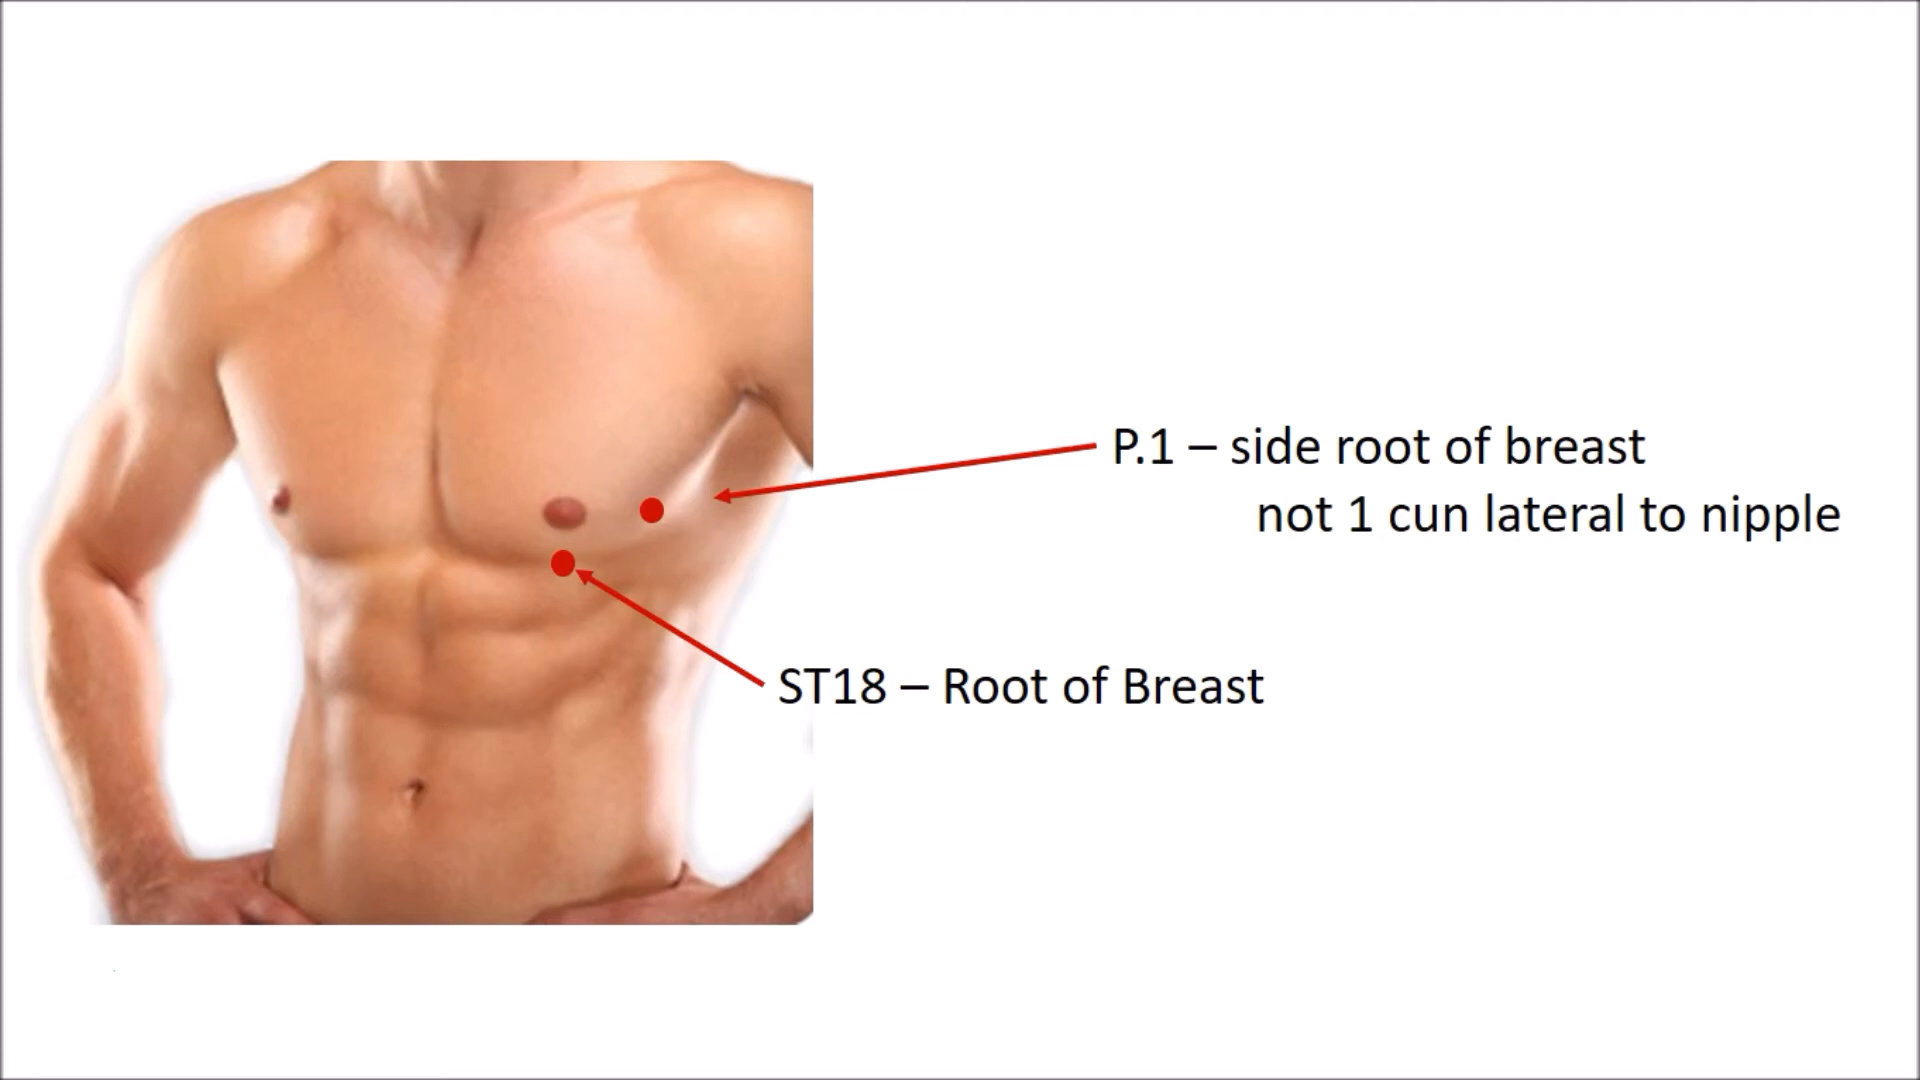 P.1 – side root of breast
not 1 cun lateral to nipple
ST18 – Root of Breast